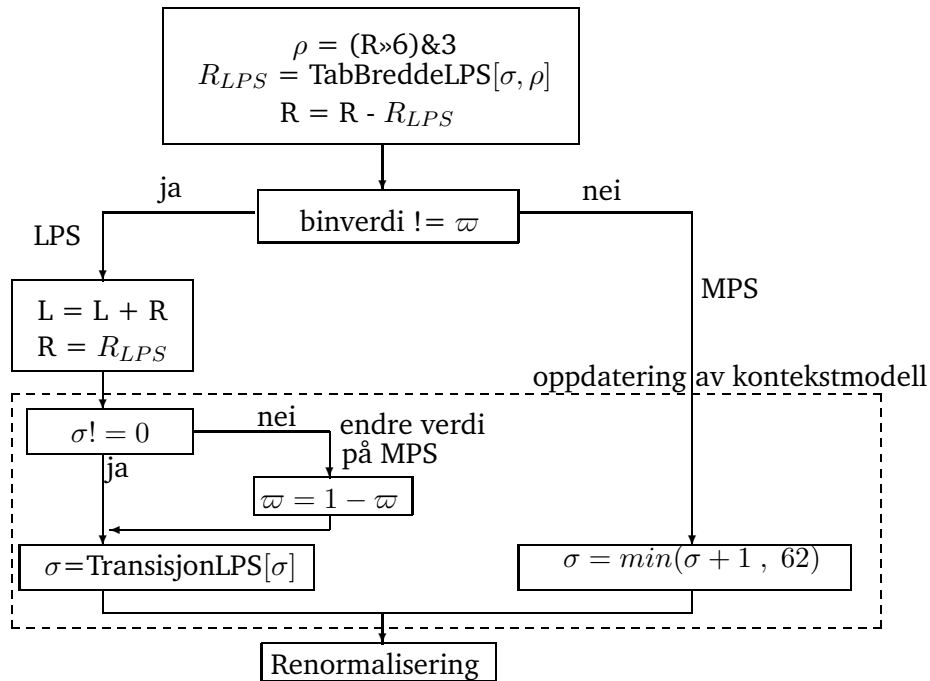 ρ = (R»6)&3
R_LPS = TabBreddeLPS[σ, ρ]
R = R - R_LPS
ja
nei
binverdi != ϖ
LPS
MPS
L = L + R
R = R_LPS
oppdatering av kontekstmodell
σ! = 0
nei
endre verdi
på MPS
ja
ϖ = 1 − ϖ
σ=TransisjonLPS[σ]
σ = min(σ + 1 , 62)
Renormalisering